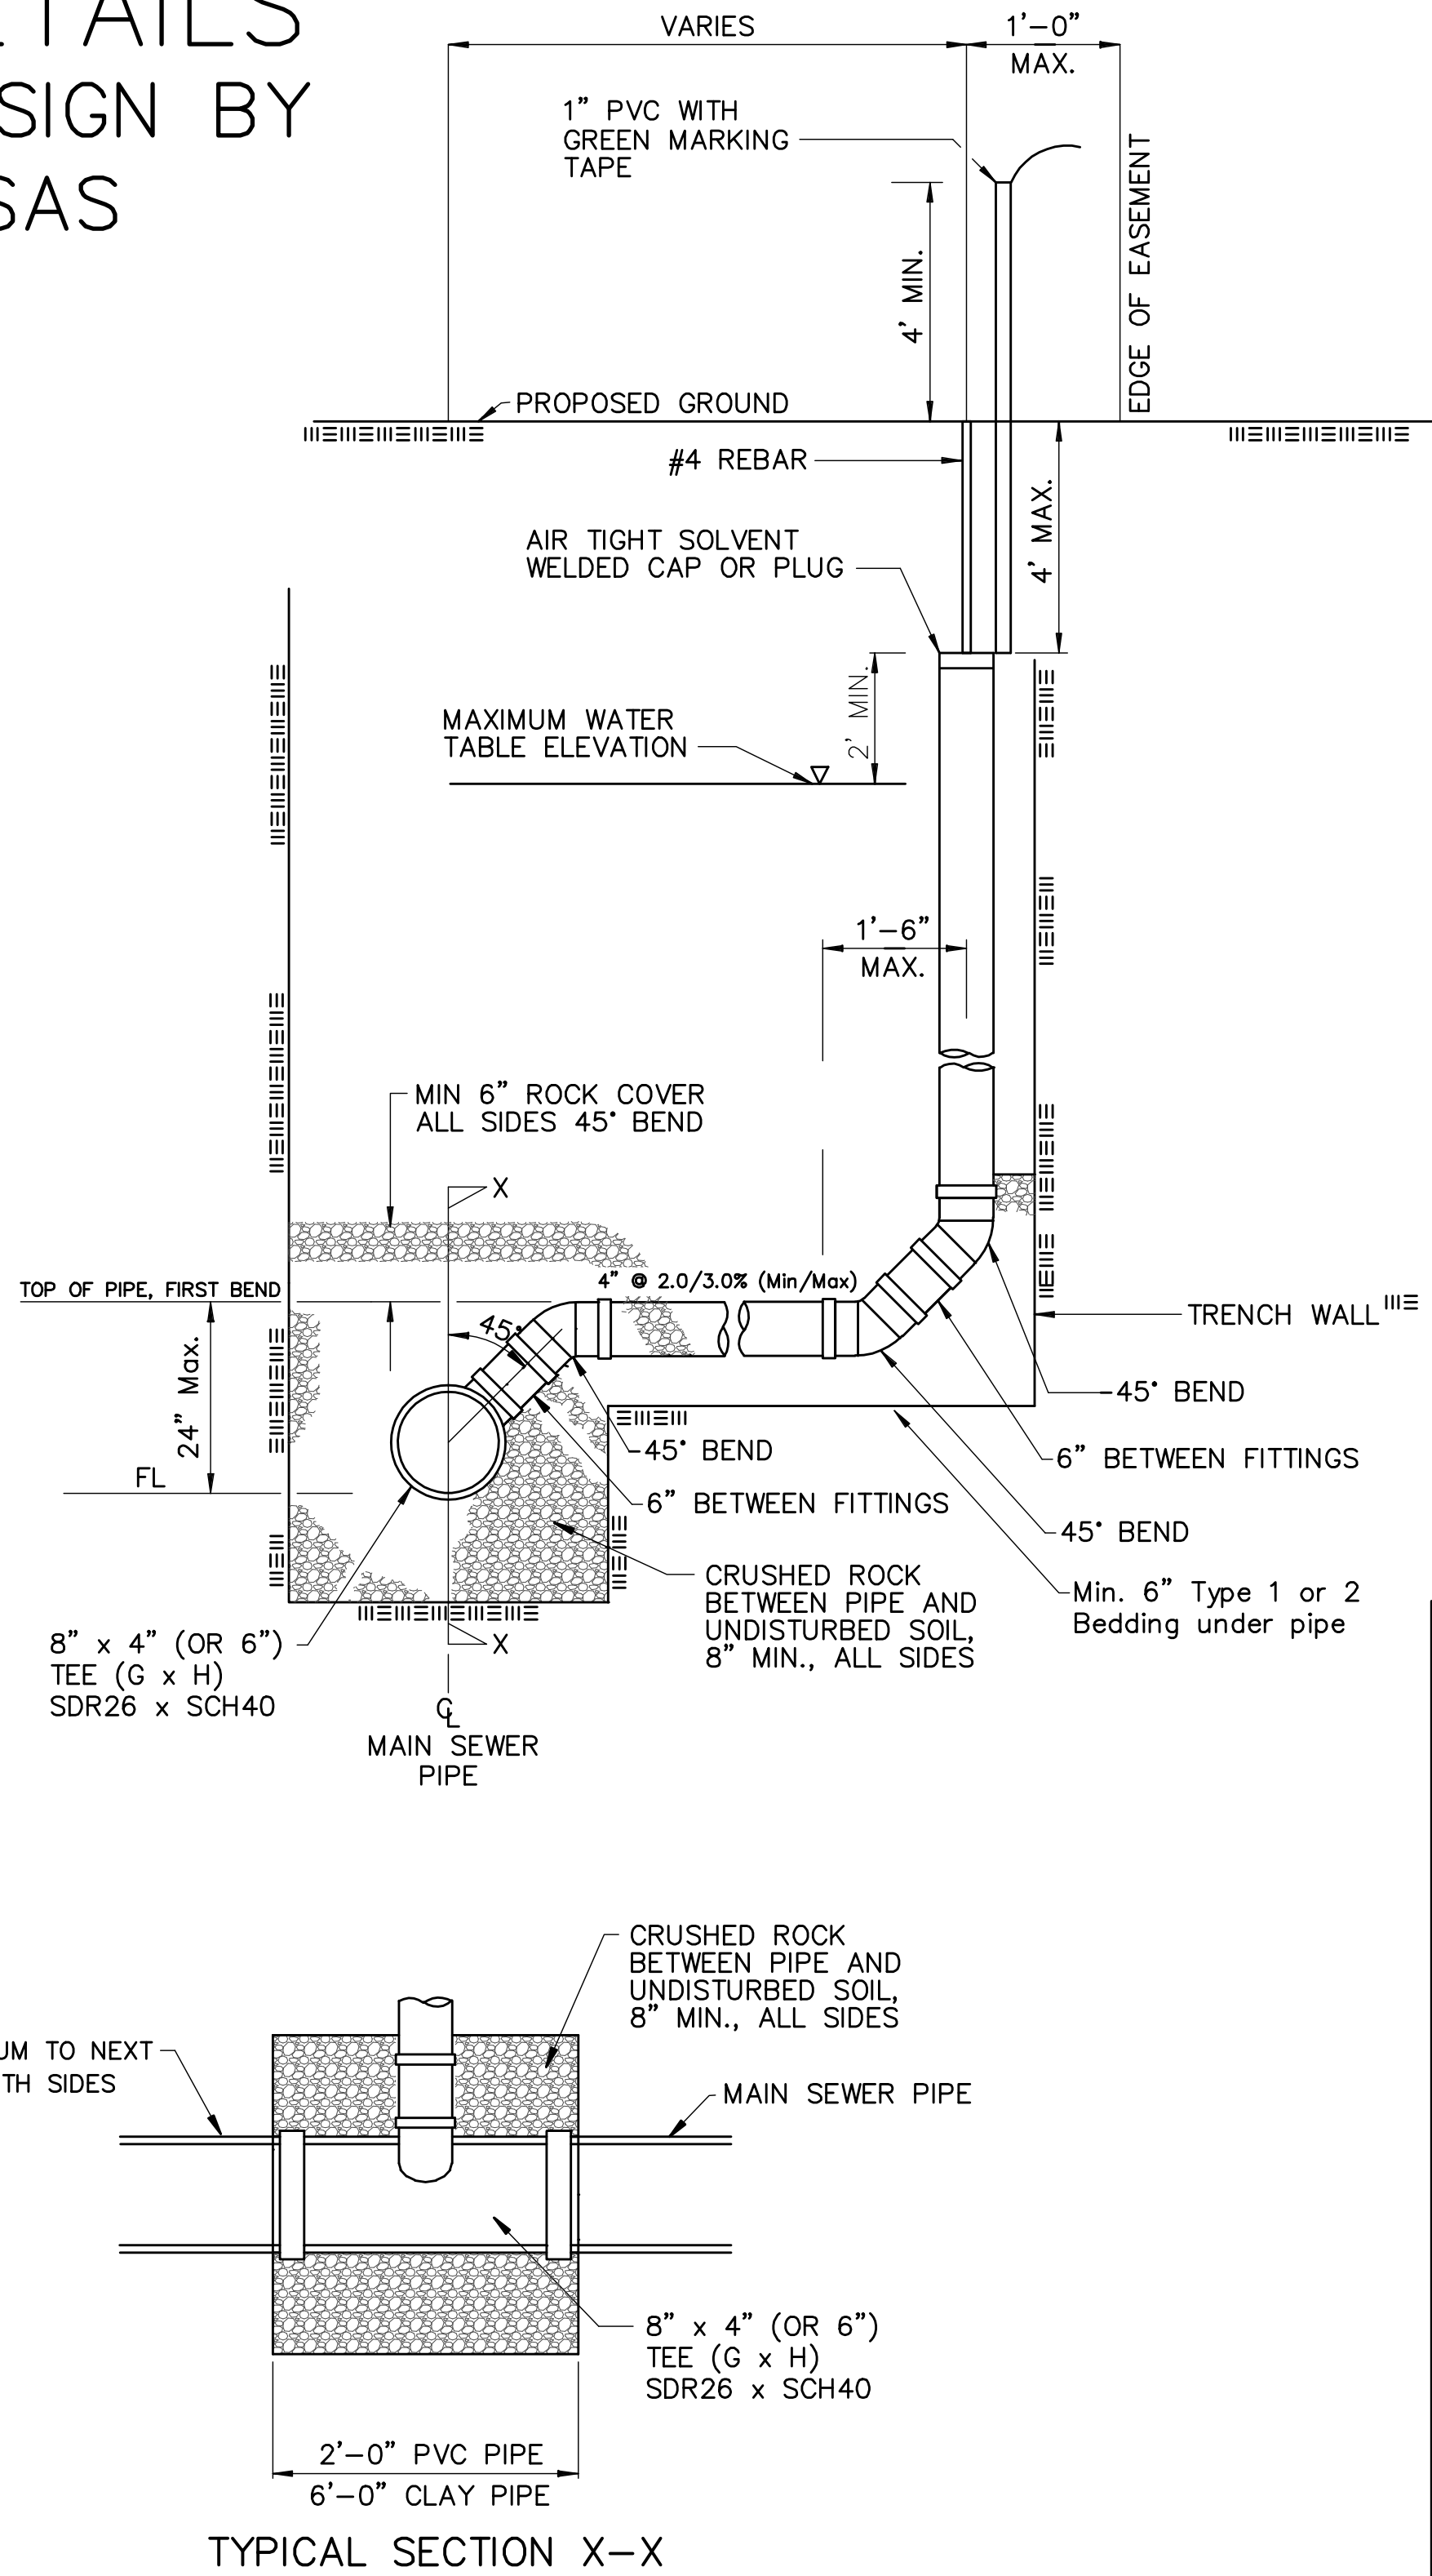 SIGN BY
VARIES
1'-0"
MAX.
1" PVC WITH
GREEN MARKING
TAPE
EDGE OF EASEMENT
4' MIN.
PROPOSED GROUND
#4 REBAR
4' MAX.
AIR TIGHT SOLVENT
WELDED CAP OR PLUG
2' MIN.
MAXIMUM WATER
TABLE ELEVATION
1'-6"
MAX.
MIN 6" ROCK COVER
ALL SIDES 45° BEND
X
4" @ 2.0/3.0% (Min/Max)
TOP OF PIPE, FIRST BEND
45°
TRENCH WALL
24" Max.
45° BEND
45° BEND
6" BETWEEN FITTINGS
FL
6" BETWEEN FITTINGS
45° BEND
CRUSHED ROCK
BETWEEN PIPE AND
UNDISTURBED SOIL,
8" MIN., ALL SIDES
Min. 6" Type 1 or 2
Bedding under pipe
8" x 4" (OR 6")
TEE (G x H)
SDR26 x SCH40
X
CL
MAIN SEWER
PIPE
CRUSHED ROCK
BETWEEN PIPE AND
UNDISTURBED SOIL,
8" MIN., ALL SIDES
TO NEXT
SIDES
MAIN SEWER PIPE
8" x 4" (OR 6")
TEE (G x H)
SDR26 x SCH40
2'-0" PVC PIPE
6'-0" CLAY PIPE
TYPICAL SECTION X-X